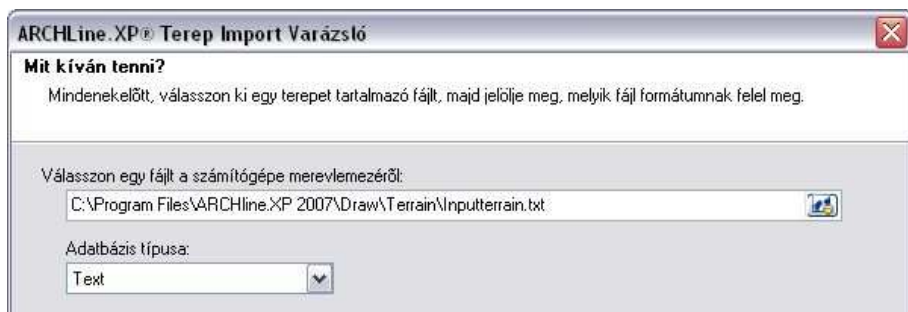 ARCHLine.XP® Terep Import Varázsló
Mit kíván tenni?
Mindenekelõtt, válasszon ki egy terepet tartalmazó fájlt, majd jelölje meg, melyik fájl formátumnak felel meg.
Válasszon egy fájlt a számítógépe merevlemezérõl:
C:\Program Files\ARCHline.XP 2007\Draw\Terrain\Inputterrain.txt
Adatbázis típusa:
Text